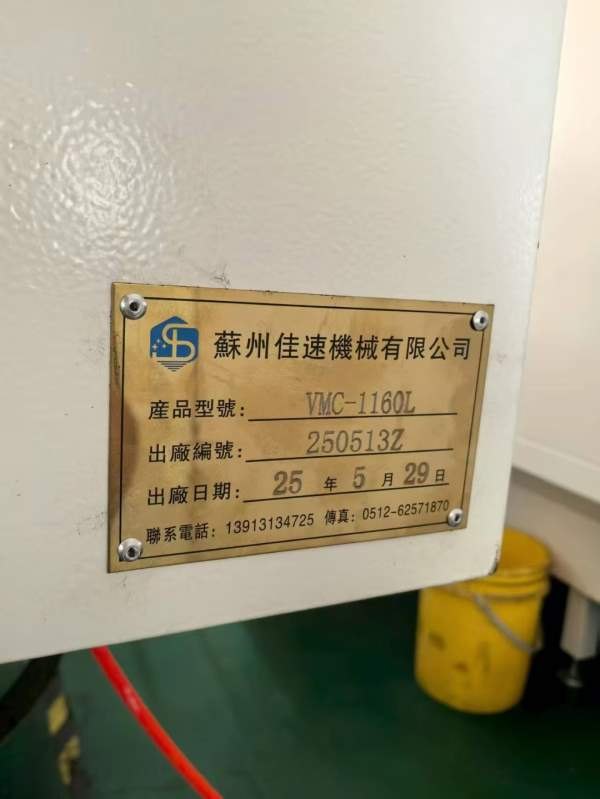 蘇州佳速機械有限公司
産品型號: VMC-1160L
出廠編號: 250513Z
出廠日期: 25 年 5 月 29 日
聯系電話: 13913134725 傳真: 0512-62571870